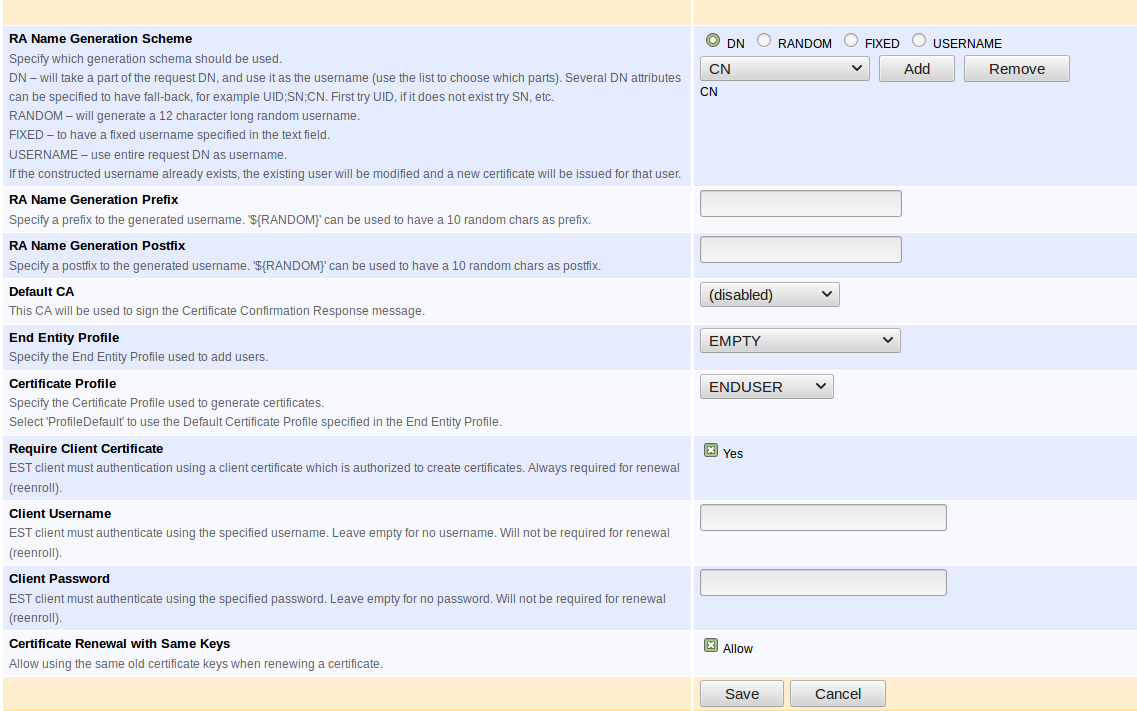 RA Name Generation Scheme
Specify which generation schema should be used.
DN – will take a part of the request DN, and use it as the username (use the list to choose which parts). Several DN attributes
can be specified to have fall-back, for example UID;SN;CN. First try UID, if it does not exist try SN, etc.
RANDOM – will generate a 12 character long random username.
FIXED – to have a fixed username specified in the text field.
USERNAME – use entire request DN as username.
If the constructed username already exists, the existing user will be modified and a new certificate will be issued for that user.
DN RANDOM FIXED USERNAME
CN Add Remove
CN
RA Name Generation Prefix
Specify a prefix to the generated username. '${RANDOM}' can be used to have a 10 random chars as prefix.
RA Name Generation Postfix
Specify a postfix to the generated username. '${RANDOM}' can be used to have a 10 random chars as postfix.
Default CA
This CA will be used to sign the Certificate Confirmation Response message.
(disabled)
End Entity Profile
Specify the End Entity Profile used to add users.
EMPTY
Certificate Profile
Specify the Certificate Profile used to generate certificates.
Select 'ProfileDefault' to use the Default Certificate Profile specified in the End Entity Profile.
ENDUSER
Require Client Certificate
EST client must authentication using a client certificate which is authorized to create certificates. Always required for renewal
(reenroll).
Yes
Client Username
EST client must authenticate using the specified username. Leave empty for no username. Will not be required for renewal
(reenroll).
Client Password
EST client must authenticate using the specified password. Leave empty for no password. Will not be required for renewal
(reenroll).
Certificate Renewal with Same Keys
Allow using the same old certificate keys when renewing a certificate.
Allow
Save Cancel